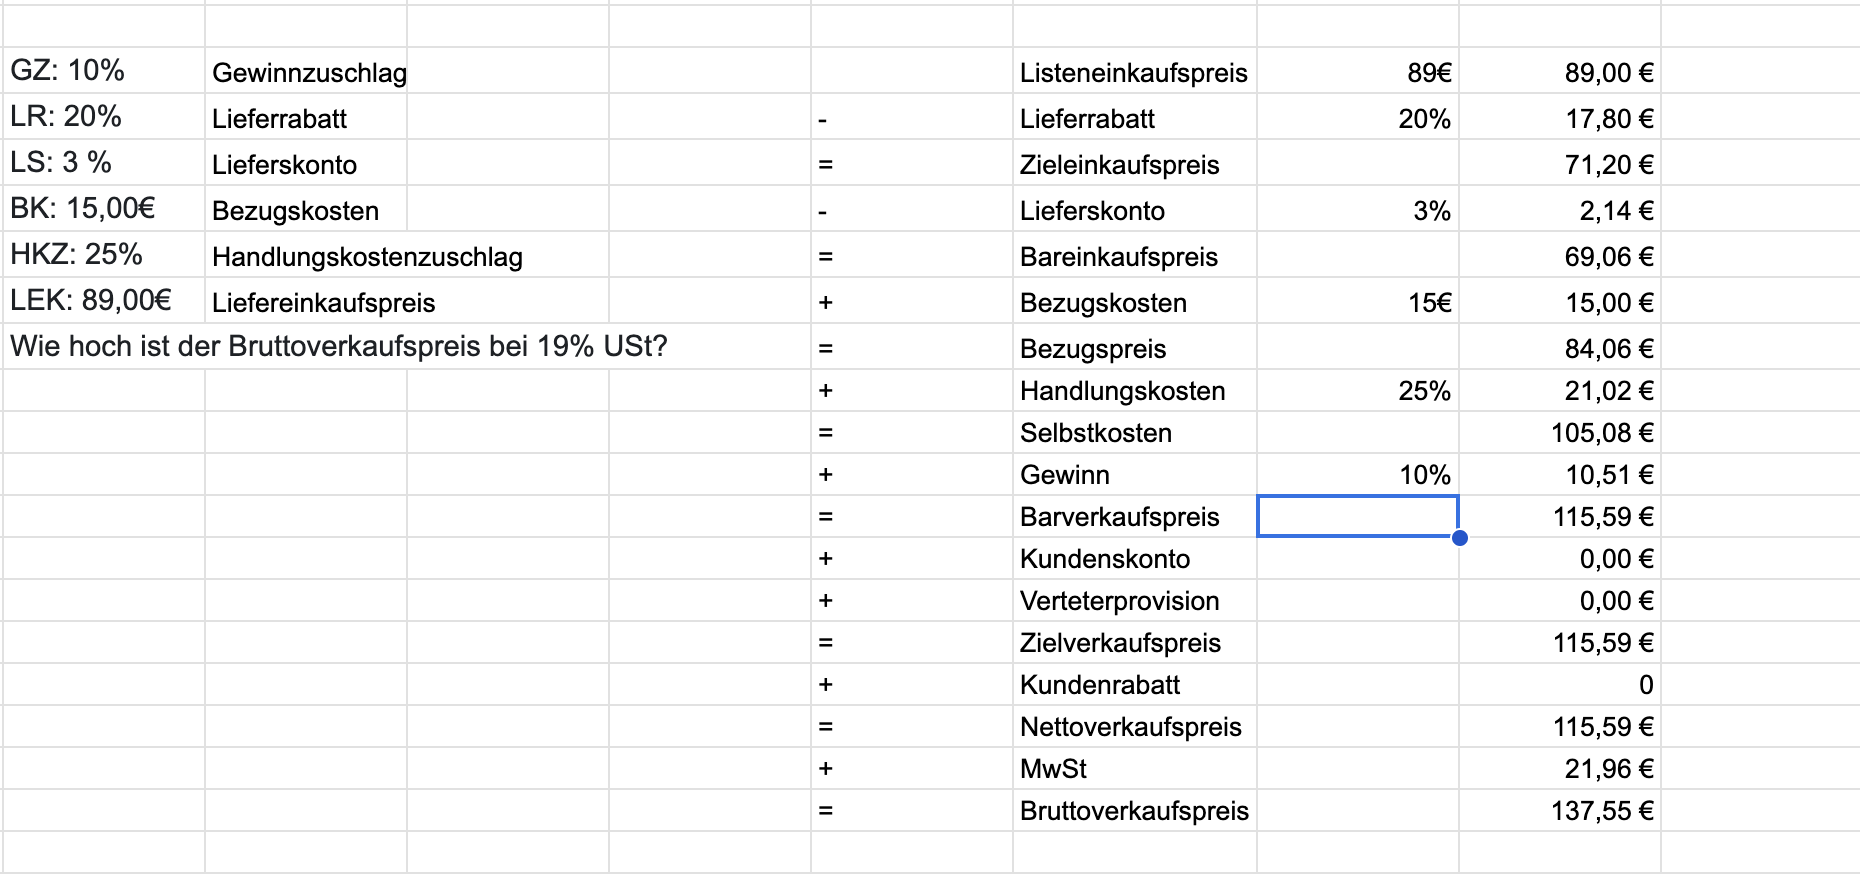 GZ: 10% Gewinnzuschlag Listeneinkaufspreis 89€ 89,00 €
LR: 20% Lieferrabatt - Lieferrabatt 20% 17,80 €
LS: 3 % Lieferskonto = Zieleinkaufspreis 71,20 €
BK: 15,00€ Bezugskosten - Lieferskonto 3% 2,14 €
HKZ: 25% Handlungskostenzuschlag = Bareinkaufspreis 69,06 €
LEK: 89,00€ Liefereinkaufspreis + Bezugskosten 15€ 15,00 €
Wie hoch ist der Bruttoverkaufspreis bei 19% USt? = Bezugspreis 84,06 €
+ Handlungskosten 25% 21,02 €
= Selbstkosten 105,08 €
+ Gewinn 10% 10,51 €
= Barverkaufspreis 115,59 €
+ Kundenskonto 0,00 €
+ Verteterprovision 0,00 €
= Zielverkaufspreis 115,59 €
+ Kundenrabatt 0
= Nettoverkaufspreis 115,59 €
+ MwSt 21,96 €
= Bruttoverkaufspreis 137,55 €